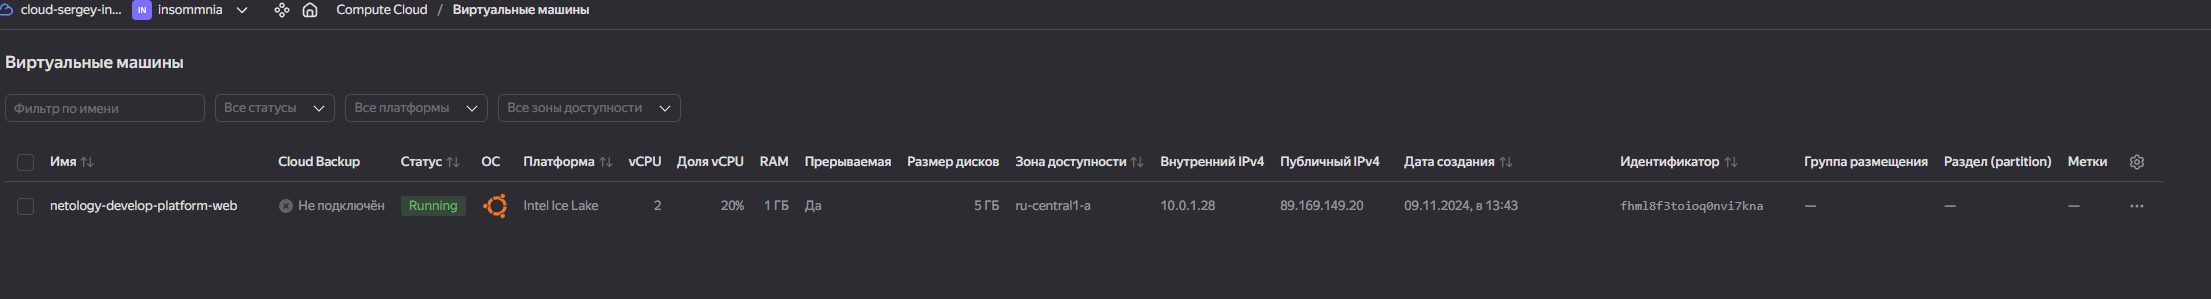 cloud-sergey-in... IN insommnia Compute Cloud / Виртуальные машины
Виртуальные машины
Фильтр по имени Все статусы Все платформы Все зоны доступности
Имя Cloud Backup Статус ОС Платформа vCPU Доля vCPU RAM Прерываемая Размер дисков Зона доступности Внутренний IPv4 Публичный IPv4 Дата создания Идентификатор Группа размещения Раздел (partition) Метки
netology-develop-platform-web Не подключён Running Intel Ice Lake 2 20% 1 ГБ Да 5 ГБ ru-central1-a 10.0.1.28 89.169.149.20 09.11.2024, в 13:43 fhml8f3toioq0nvi7kna — — — ...